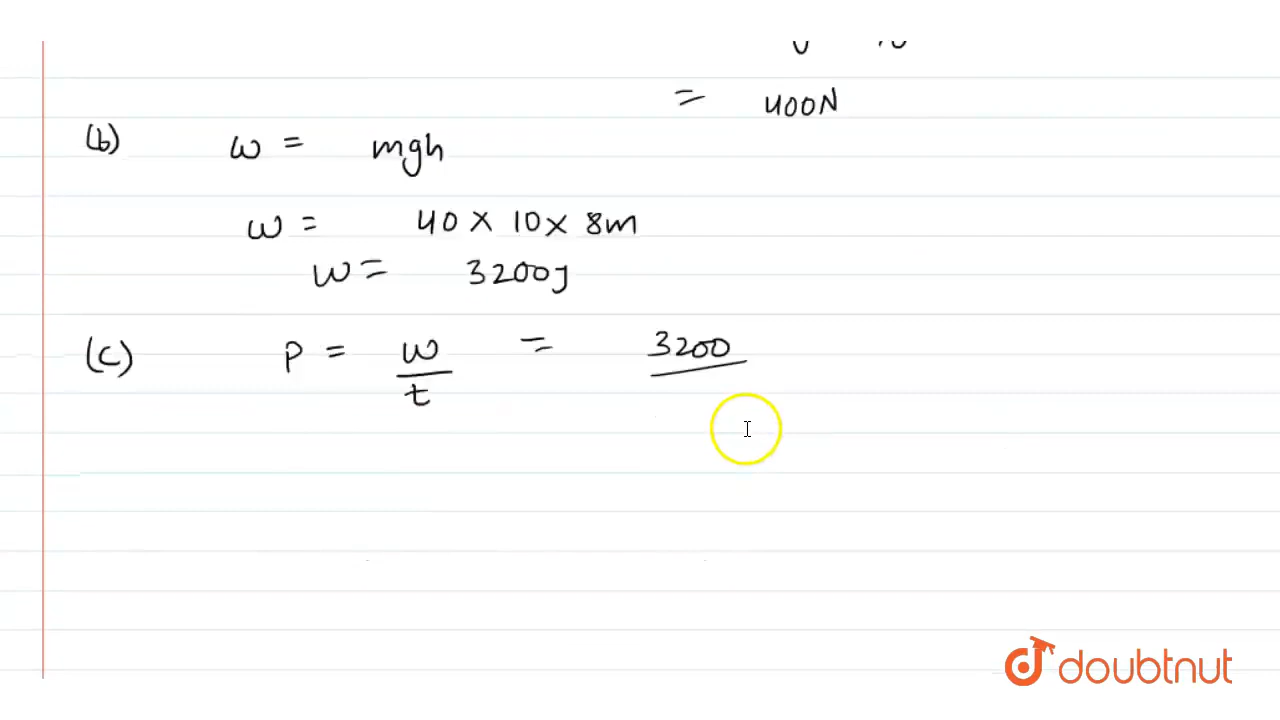 = 400N
(b) w = mgh
w = 40 × 10 × 8m
w = 3200J
(c) P = w/t = 3200
doubtnut